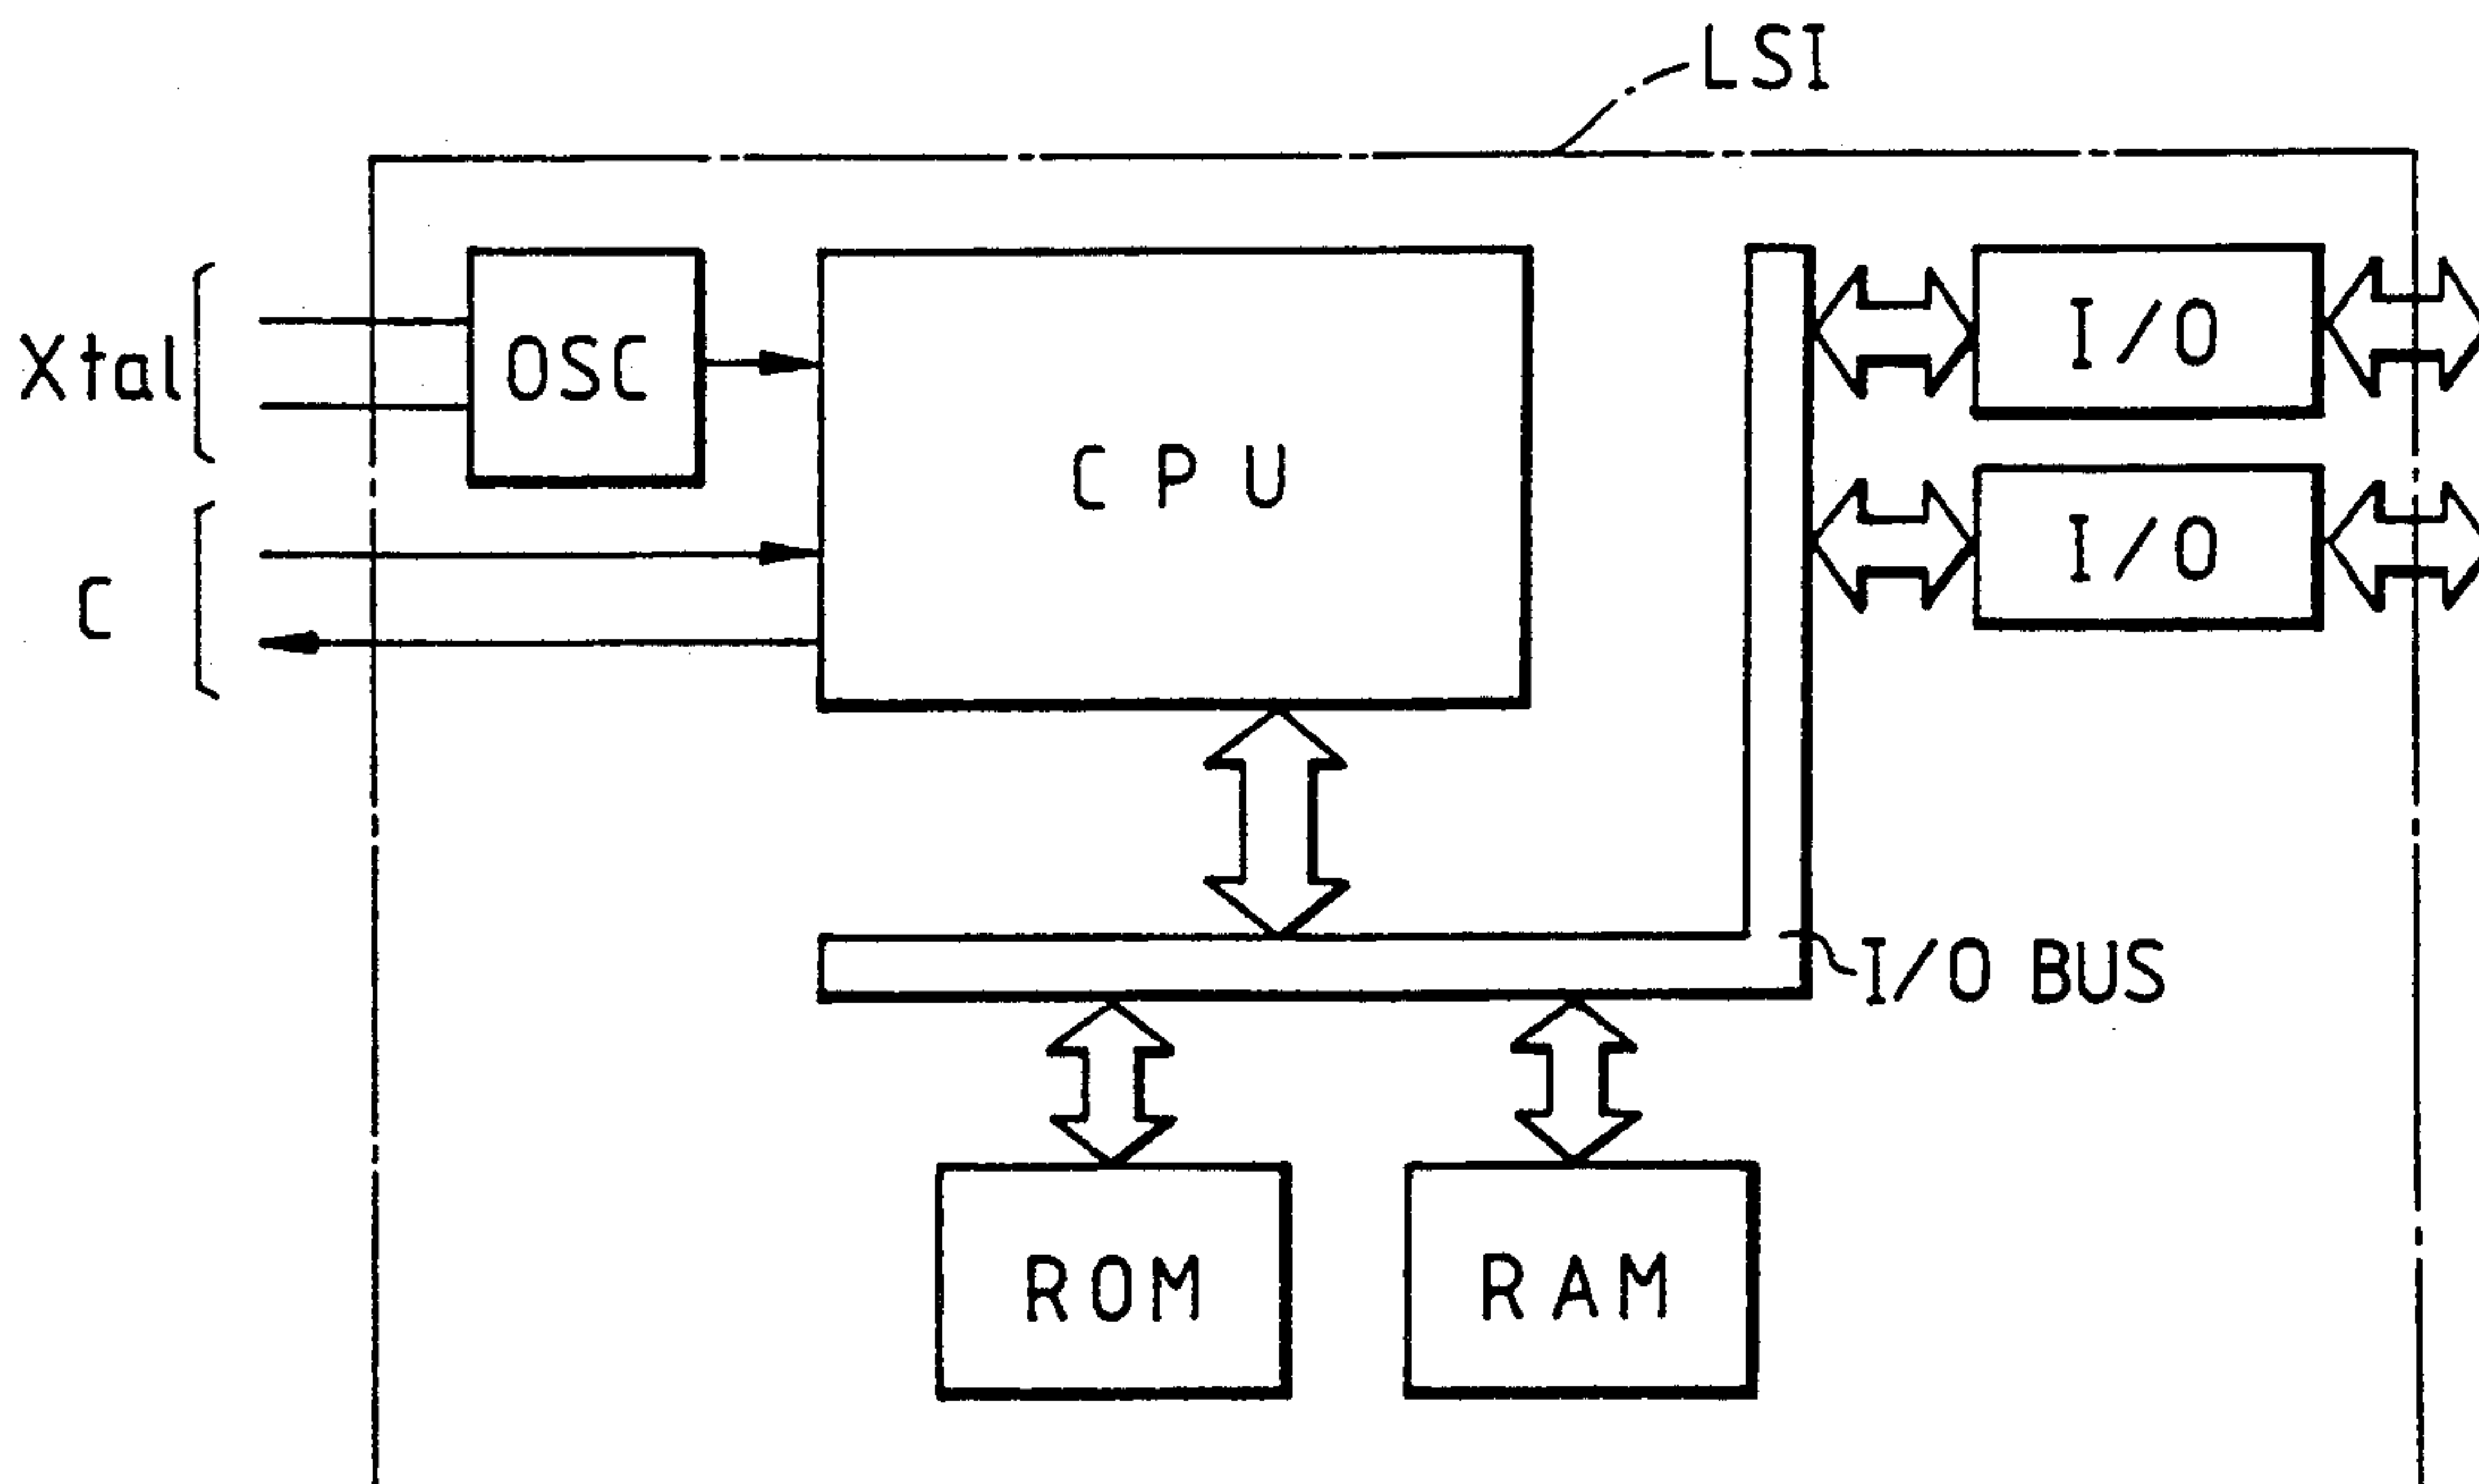 LSI
Xtal
OSC
CPU
I/O
I/O
C
I/O BUS
ROM
RAM